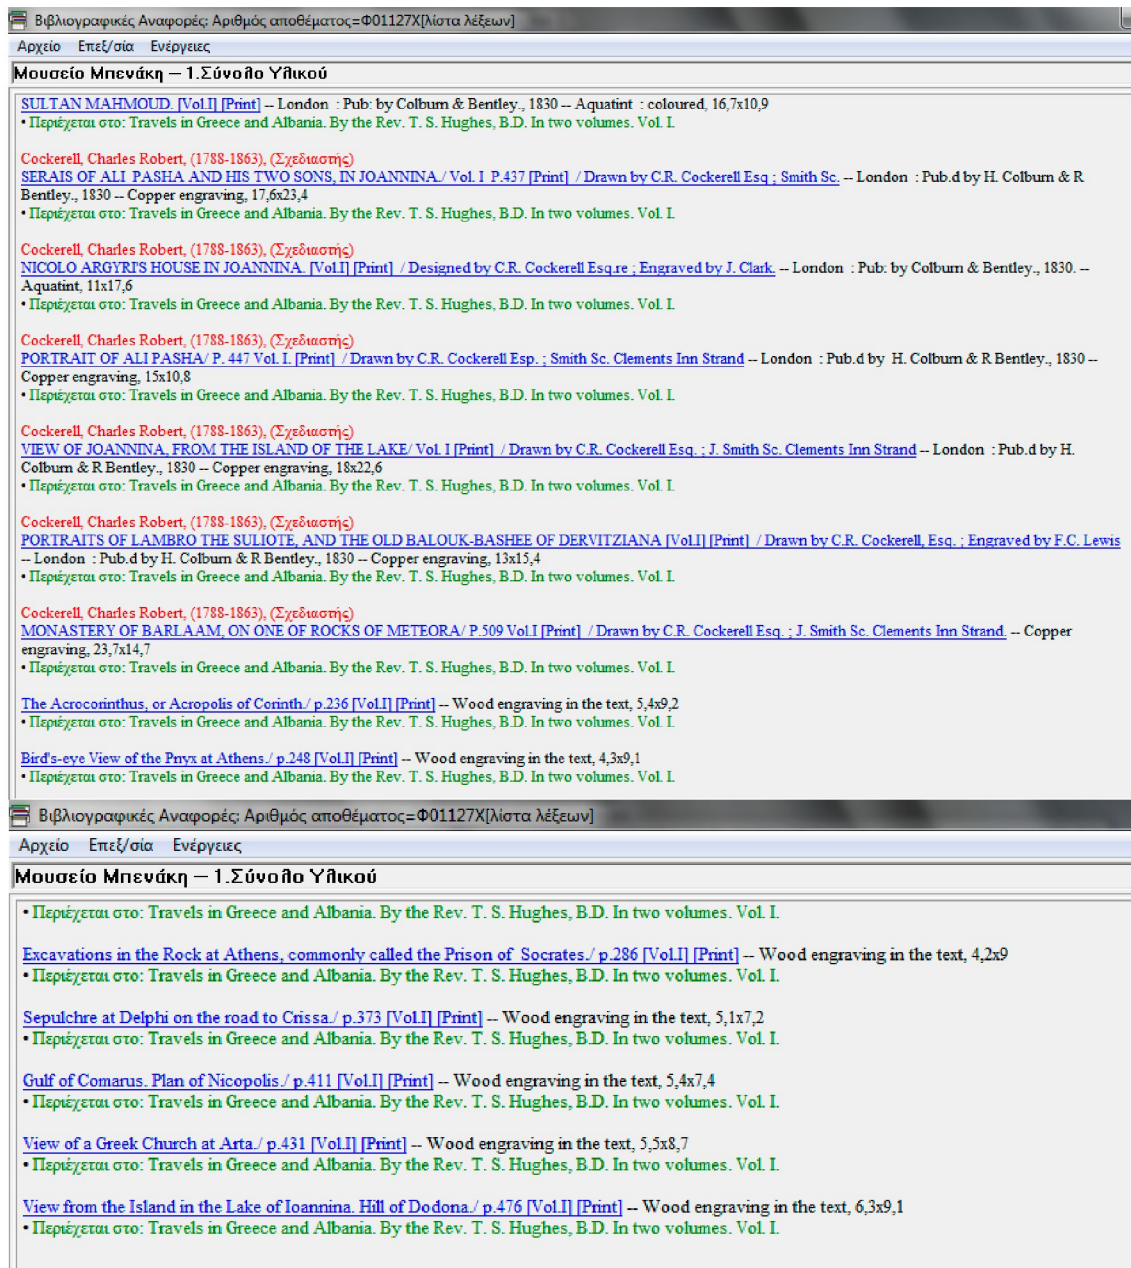 Βιβλιογραφικές Αναφορές: Αριθμός αποθέματος=Φ01127Χ[λίστα λέξεων]
Αρχείο Επεξ/σία Ενέργειες
Μουσείο Μπενάκη — 1.Σύνολο Υλικού
SULTAN MAHMOUD. [Vol.I] [Print] -- London : Pub: by Colburn & Bentley., 1830 -- Aquatint : coloured, 16,7x10,9
• Περιέχεται στο: Travels in Greece and Albania. By the Rev. T. S. Hughes, B.D. In two volumes. Vol. I.
Cockerell, Charles Robert, (1788-1863), (Σχεδιαστής)
SERAIS OF ALI PASHA AND HIS TWO SONS, IN JOANNINA./ Vol. I P.437 [Print] / Drawn by C.R. Cockerell Esq ; Smith Sc. -- London : Pub.d by H. Colburn & R
Bentley., 1830 -- Copper engraving, 17,6x23,4
• Περιέχεται στο: Travels in Greece and Albania. By the Rev. T. S. Hughes, B.D. In two volumes. Vol. I.
Cockerell, Charles Robert, (1788-1863), (Σχεδιαστής)
NICOLO ARGYRI'S HOUSE IN JOANNINA. [Vol.I] [Print] / Designed by C.R. Cockerell Esq.re ; Engraved by J. Clark. -- London : Pub: by Colburn & Bentley., 1830. --
Aquatint, 11x17,6
• Περιέχεται στο: Travels in Greece and Albania. By the Rev. T. S. Hughes, B.D. In two volumes. Vol. I.
Cockerell, Charles Robert, (1788-1863), (Σχεδιαστής)
PORTRAIT OF ALI PASHA/ P. 447 Vol. I. [Print] / Drawn by C.R. Cockerell Esp. ; Smith Sc. Clements Inn Strand -- London : Pub.d by H. Colburn & R Bentley., 1830 --
Copper engraving, 15x10,8
• Περιέχεται στο: Travels in Greece and Albania. By the Rev. T. S. Hughes, B.D. In two volumes. Vol. I.
Cockerell, Charles Robert, (1788-1863), (Σχεδιαστής)
VIEW OF JOANNINA, FROM THE ISLAND OF THE LAKE/ Vol. I [Print] / Drawn by C.R. Cockerell Esq. ; J. Smith Sc. Clements Inn Strand -- London : Pub.d by H.
Colburn & R Bentley., 1830 -- Copper engraving, 18x22,6
• Περιέχεται στο: Travels in Greece and Albania. By the Rev. T. S. Hughes, B.D. In two volumes. Vol. I.
Cockerell, Charles Robert, (1788-1863), (Σχεδιαστής)
PORTRAITS OF LAMBRO THE SULIOTE, AND THE OLD BALOUK-BASHEE OF DERVITZIANA [Vol.I] [Print] / Drawn by C.R. Cockerell, Esq. ; Engraved by F.C. Lewis
-- London : Pub.d by H. Colburn & R Bentley., 1830 -- Copper engraving, 13x15,4
• Περιέχεται στο: Travels in Greece and Albania. By the Rev. T. S. Hughes, B.D. In two volumes. Vol. I.
Cockerell, Charles Robert, (1788-1863), (Σχεδιαστής)
MONASTERY OF BARLAAM, ON ONE OF ROCKS OF METEORA/ P.509 Vol.I [Print] / Drawn by C.R. Cockerell Esq. ; J. Smith Sc. Clements Inn Strand. -- Copper
engraving, 23,7x14,7
• Περιέχεται στο: Travels in Greece and Albania. By the Rev. T. S. Hughes, B.D. In two volumes. Vol. I.
The Acrocorinthus, or Acropolis of Corinth./ p.236 [Vol.I] [Print] -- Wood engraving in the text, 5,4x9,2
• Περιέχεται στο: Travels in Greece and Albania. By the Rev. T. S. Hughes, B.D. In two volumes. Vol. I.
Bird's-eye View of the Pnyx at Athens./ p.248 [Vol.I] [Print] -- Wood engraving in the text, 4,3x9,1
• Περιέχεται στο: Travels in Greece and Albania. By the Rev. T. S. Hughes, B.D. In two volumes. Vol. I.
Βιβλιογραφικές Αναφορές: Αριθμός αποθέματος=Φ01127Χ[λίστα λέξεων]
Αρχείο Επεξ/σία Ενέργειες
Μουσείο Μπενάκη — 1.Σύνολο Υλικού
• Περιέχεται στο: Travels in Greece and Albania. By the Rev. T. S. Hughes, B.D. In two volumes. Vol. I.
Excavations in the Rock at Athens, commonly called the Prison of Socrates./ p.286 [Vol.I] [Print] -- Wood engraving in the text, 4,2x9
• Περιέχεται στο: Travels in Greece and Albania. By the Rev. T. S. Hughes, B.D. In two volumes. Vol. I.
Sepulchre at Delphi on the road to Crissa./ p.373 [Vol.I] [Print] -- Wood engraving in the text, 5,1x7,2
• Περιέχεται στο: Travels in Greece and Albania. By the Rev. T. S. Hughes, B.D. In two volumes. Vol. I.
Gulf of Comarus. Plan of Nicopolis./ p.411 [Vol.I] [Print] -- Wood engraving in the text, 5,4x7,4
• Περιέχεται στο: Travels in Greece and Albania. By the Rev. T. S. Hughes, B.D. In two volumes. Vol. I.
View of a Greek Church at Arta./ p.431 [Vol.I] [Print] -- Wood engraving in the text, 5,5x8,7
• Περιέχεται στο: Travels in Greece and Albania. By the Rev. T. S. Hughes, B.D. In two volumes. Vol. I.
View from the Island in the Lake of Ioannina. Hill of Dodona./ p.476 [Vol.I] [Print] -- Wood engraving in the text, 6,3x9,1
• Περιέχεται στο: Travels in Greece and Albania. By the Rev. T. S. Hughes, B.D. In two volumes. Vol. I.